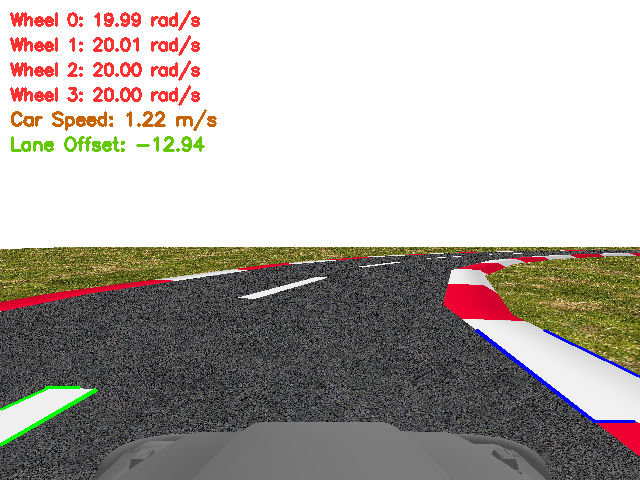 Wheel 0: 19.99 rad/s
Wheel 1: 20.01 rad/s
Wheel 2: 20.00 rad/s
Wheel 3: 20.00 rad/s
Car Speed: 1.22 m/s
Lane Offset: -12.94